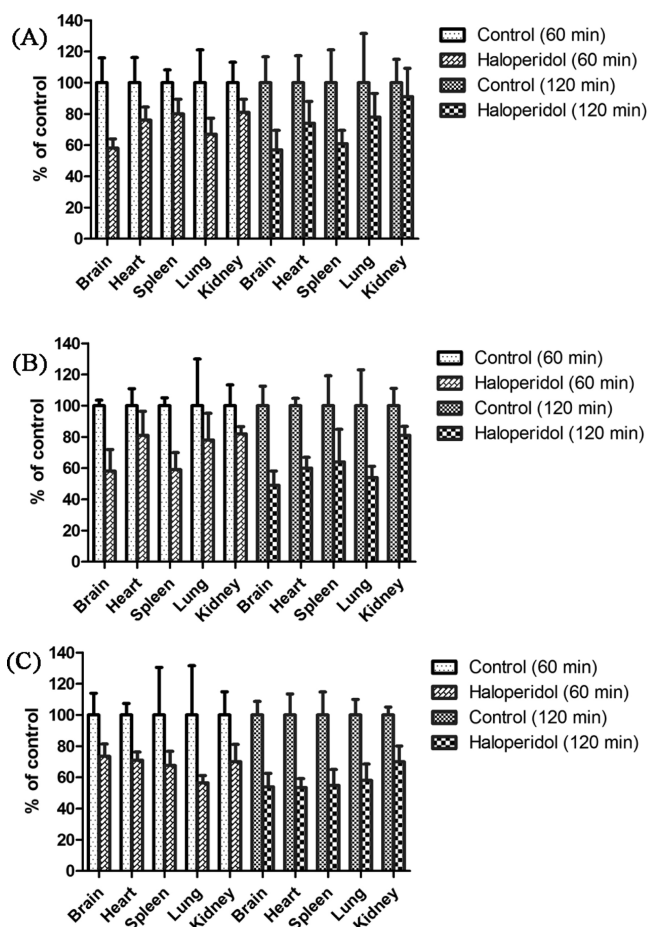 (A)
140
120
100
80
60
40
20
0
% of control
Brain
Heart
Spleen
Lung
Kidney
Brain
Heart
Spleen
Lung
Kidney
Control (60 min)
Haloperidol (60 min)
Control (120 min)
Haloperidol (120 min)
(B)
140
120
100
80
60
40
20
0
% of control
Brain
Heart
Spleen
Lung
Kidney
Brain
Heart
Spleen
Lung
Kidney
Control (60 min)
Haloperidol (60 min)
Control (120 min)
Haloperidol (120 min)
(C)
140
120
100
80
60
40
20
0
% of control
Brain
Heart
Spleen
Lung
Kidney
Brain
Heart
Spleen
Lung
Kidney
Control (60 min)
Haloperidol (60 min)
Control (120 min)
Haloperidol (120 min)